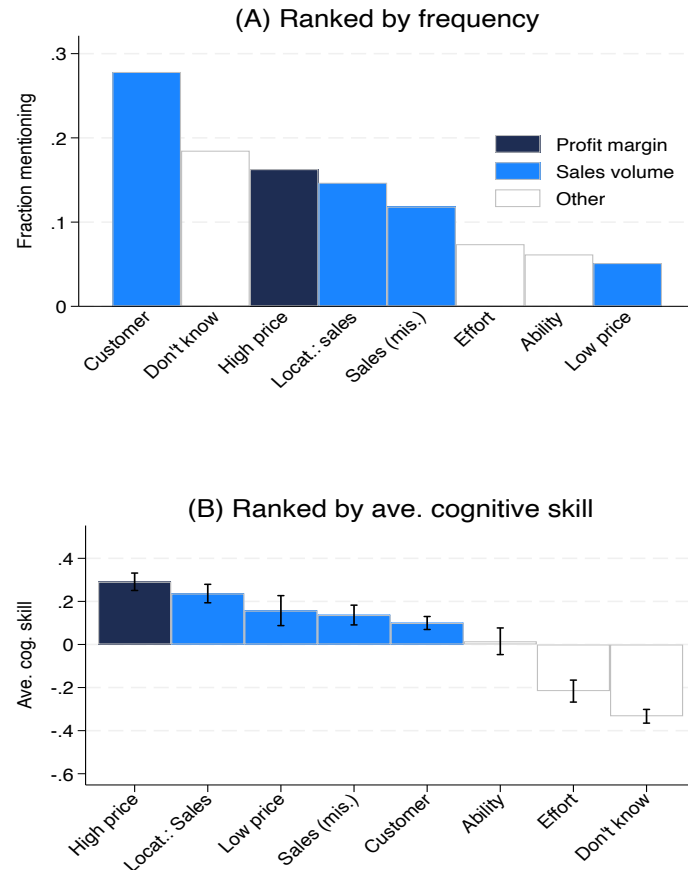 (A) Ranked by frequency
Fraction mentioning
.3
.2
.1
0
Profit margin
Sales volume
Other
Customer
Don't know
High price
Locat.: sales
Sales (mis.)
Effort
Ability
Low price
(B) Ranked by ave. cognitive skill
Ave. cog. skill
.4
.2
0
-.2
-.4
-.6
High price
Locat.: Sales
Low price
Sales (mis.)
Customer
Ability
Effort
Don't know